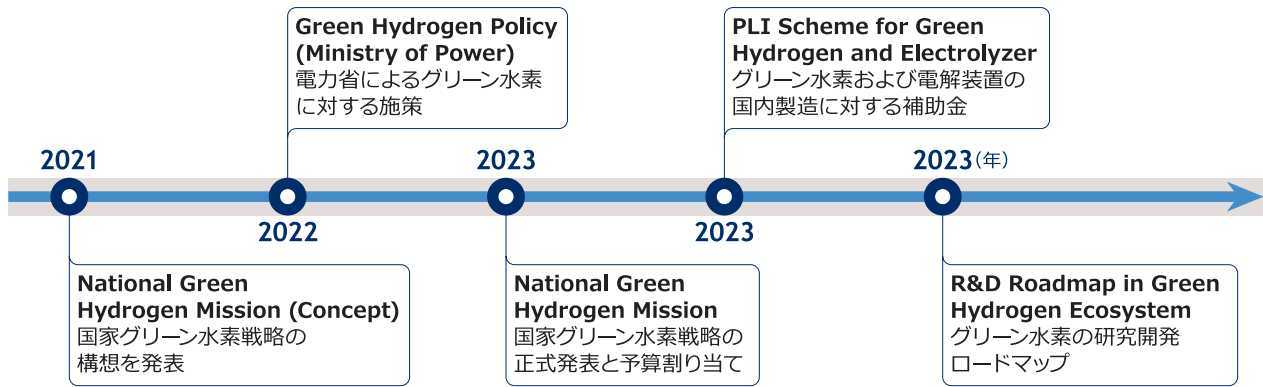 Green Hydrogen Policy
(Ministry of Power)
電力省によるグリーン水素
に対する施策
PLI Scheme for Green
Hydrogen and Electrolyzer
グリーン水素および電解装置の
国内製造に対する補助金
2021
2023
2023(年)
2022
2023
National Green
Hydrogen Mission (Concept)
国家グリーン水素戦略の
構想を発表
National Green
Hydrogen Mission
国家グリーン水素戦略の
正式発表と予算割り当て
R&D Roadmap in Green
Hydrogen Ecosystem
グリーン水素の研究開発
ロードマップ